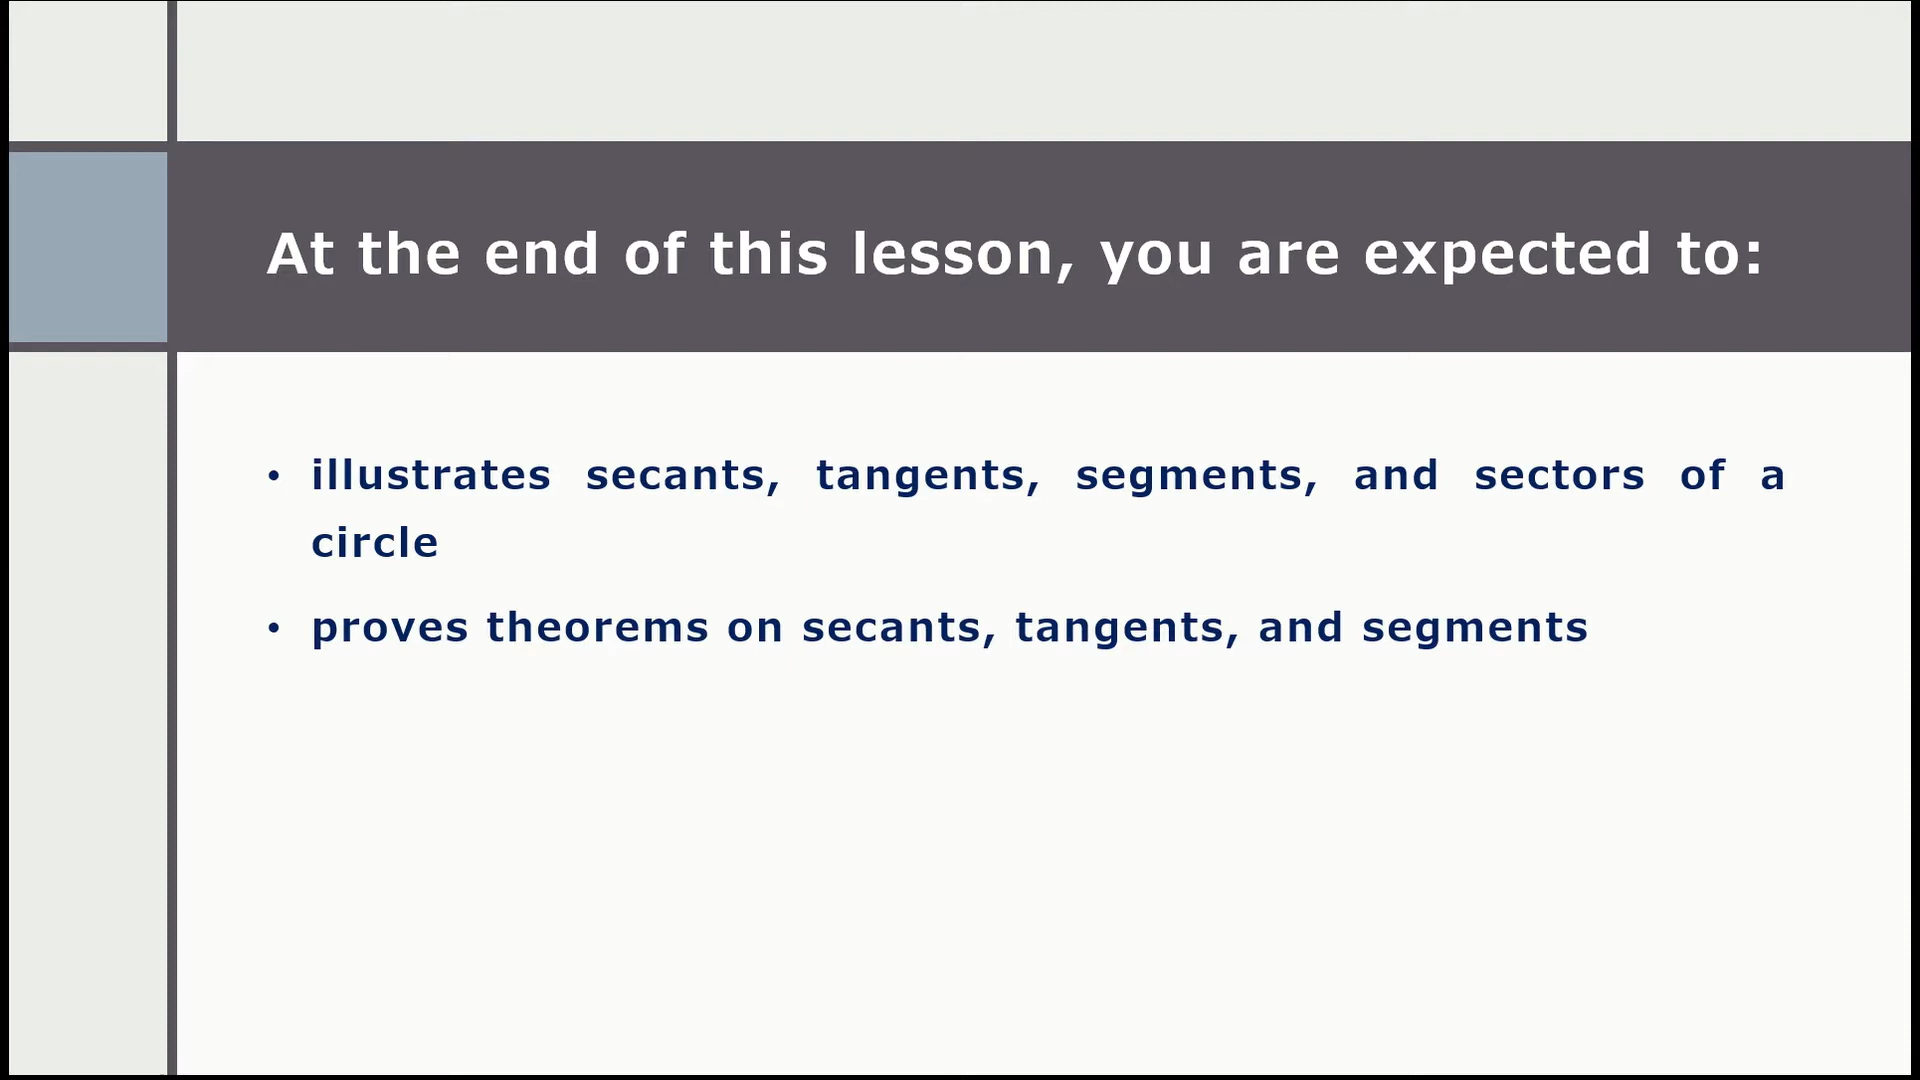 At the end of this lesson, you are expected to:
• illustrates secants, tangents, segments, and sectors of a
circle
• proves theorems on secants, tangents, and segments